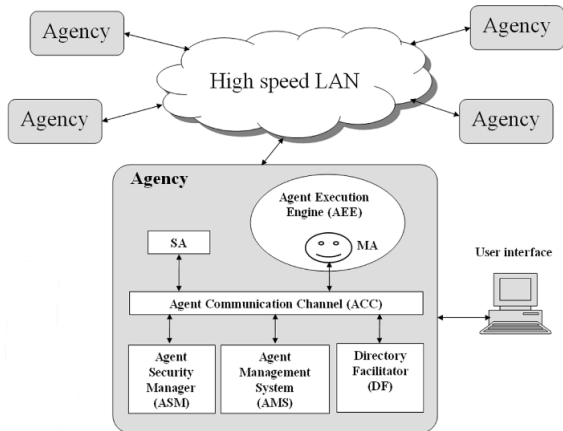 Agency
Agency
High speed LAN
Agency
Agency
Agency
Agent Execution
Engine (AEE)
SA
MA
User interface
Agent Communication Channel (ACC)
Agent
Security
Manager
(ASM)
Agent
Management
System
(AMS)
Directory
Facilitator
(DF)